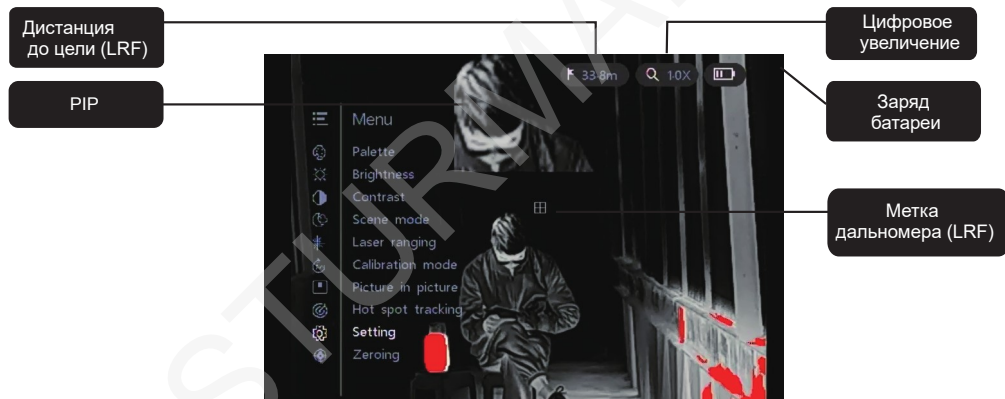 Дистанция
до цели (LRF)
Цифровое
увеличение
33.8m
1.0X
PIP
Заряд
батареи
Menu
Palette
Brightness
Contrast
Scene mode
Laser ranging
Calibration mode
Picture in picture
Hot spot tracking
Setting
Zeroing
Метка
дальномера (LRF)